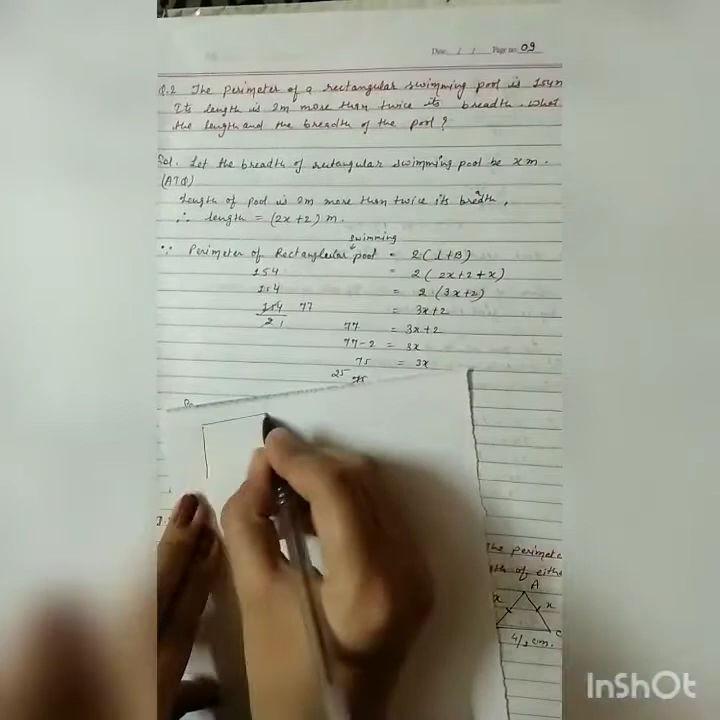 Date / / Page no. 09
Q.2 The perimeter of a rectangular swimming pool is 154m
Its length is 2m more than twice its breadth. What
the length and the breadth of the pool?
Sol. Let the breadth of rectangular swimming pool be x m.
(ATQ)
Length of pool is 2m more than twice its breadth,
∴ length = (2x+2) m.
swimming
∵ Perimeter of Rectangular pool = 2(L+B)
154 = 2(2x+2+x)
154 = 2(3x+2)
154 77 = 3x+2
2 1
77 = 3x+2
77-2 = 3x
75 = 3x
25
75
the perimete
of eithe
A
x x
C
cm.
InShOt